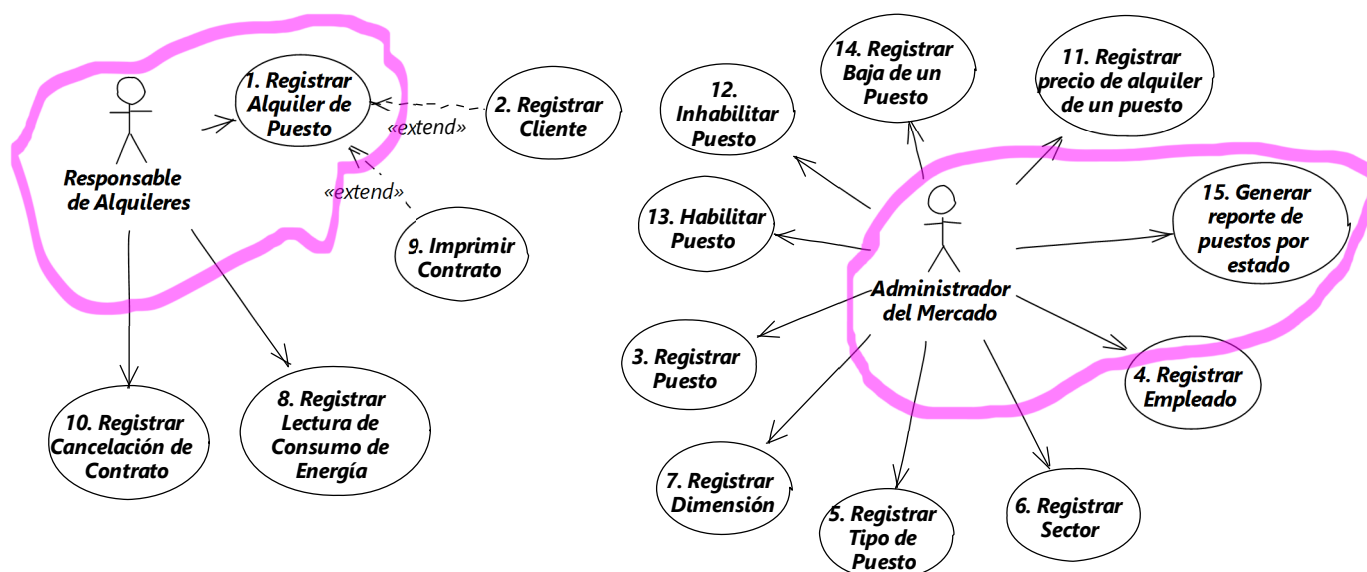 1. Registrar
Alquiler de
Puesto
2. Registrar
Cliente
«extend»
Responsable
de Alquileres
«extend»
9. Imprimir
Contrato
10. Registrar
Cancelación de
Contrato
8. Registrar
Lectura de
Consumo de
Energía
14. Registrar
Baja de un
Puesto
11. Registrar
precio de alquiler
de un puesto
12.
Inhabilitar
Puesto
13. Habilitar
Puesto
15. Generar
reporte de
puestos por
estado
Administrador
del Mercado
3. Registrar
Puesto
4. Registrar
Empleado
7. Registrar
Dimensión
5. Registrar
Tipo de
Puesto
6. Registrar
Sector